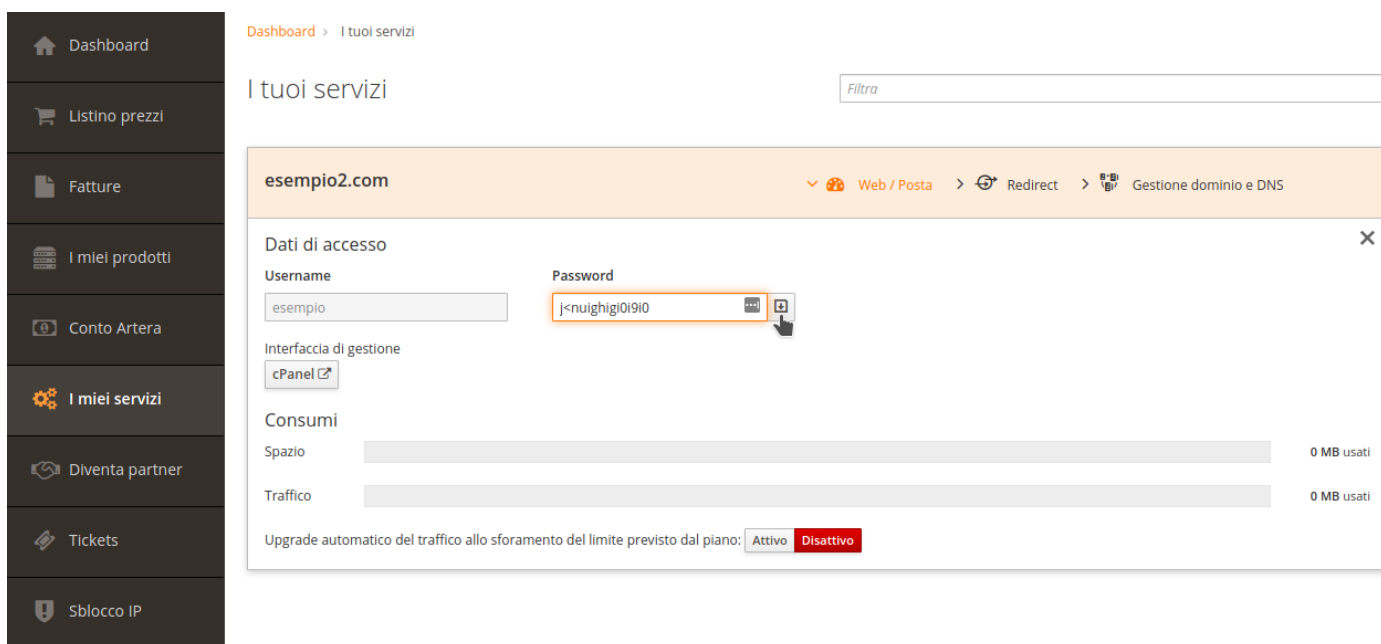 Dashboard
Listino prezzi
Fatture
I miei prodotti
Conto Artera
I miei servizi
Diventa partner
Tickets
Sblocco IP
Dashboard > I tuoi servizi
I tuoi servizi
Filtra
esempio2.com
Web / Posta > Redirect > Gestione dominio e DNS
Dati di accesso
Username Password
esempio j<nuighigi0i9i0
Interfaccia di gestione
cPanel
Consumi
Spazio 0 MB usati
Traffico 0 MB usati
Upgrade automatico del traffico allo sforamento del limite previsto dal piano: Attivo Disattivo